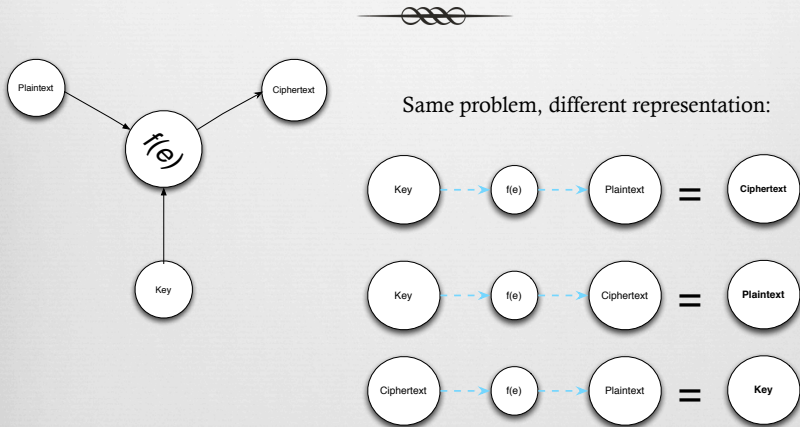 Plaintext
Ciphertext
f(e)
Key
Same problem, different representation:
Key f(e) Plaintext = Ciphertext
Key f(e) Ciphertext = Plaintext
Ciphertext f(e) Plaintext = Key